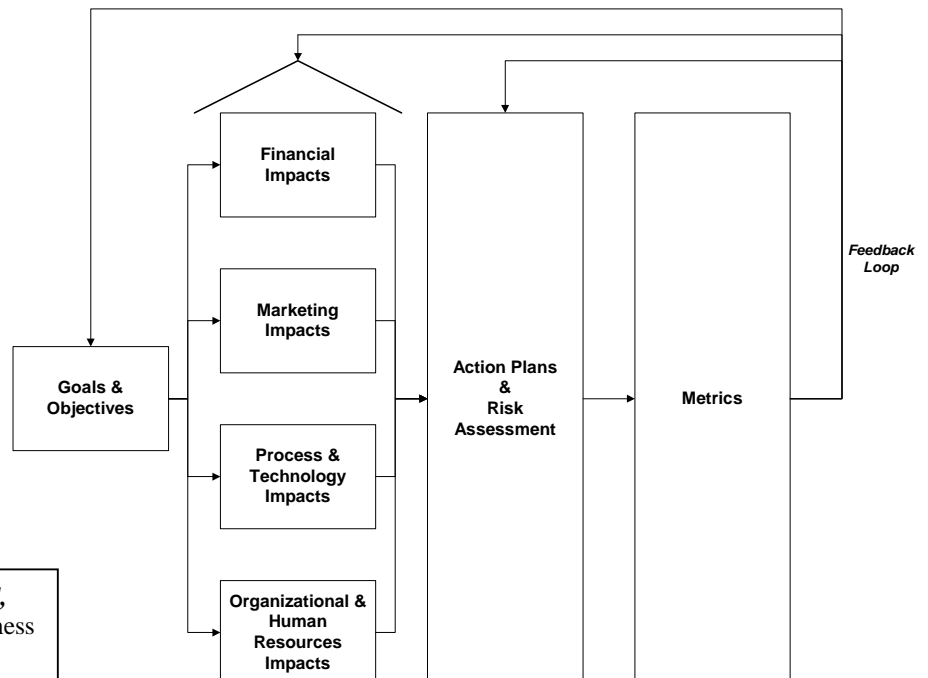 Financial
Impacts
Feedback
Loop
Marketing
Impacts
Goals &
Objectives
Action Plans
&
Risk
Assessment
Metrics
Process &
Technology
Impacts
Organizational &
Human
Resources
Impacts